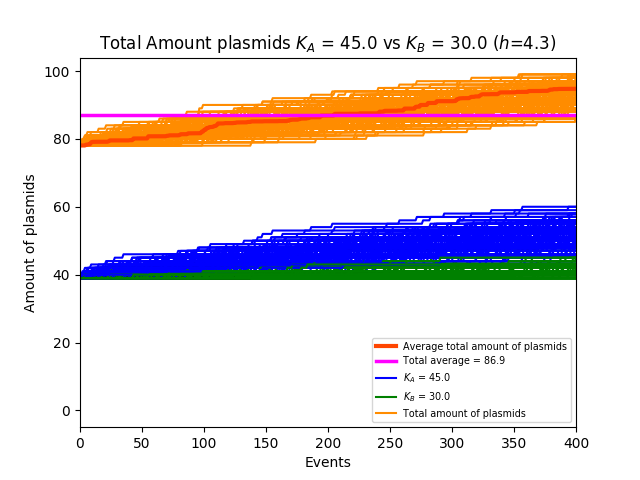 Total Amount plasmids K_A = 45.0 vs K_B = 30.0 (h=4.3)
100
80
60
40
20
0
Amount of plasmids
Average total amount of plasmids
Total average = 86.9
K_A = 45.0
K_B = 30.0
Total amount of plasmids
0 50 100 150 200 250 300 350 400
Events